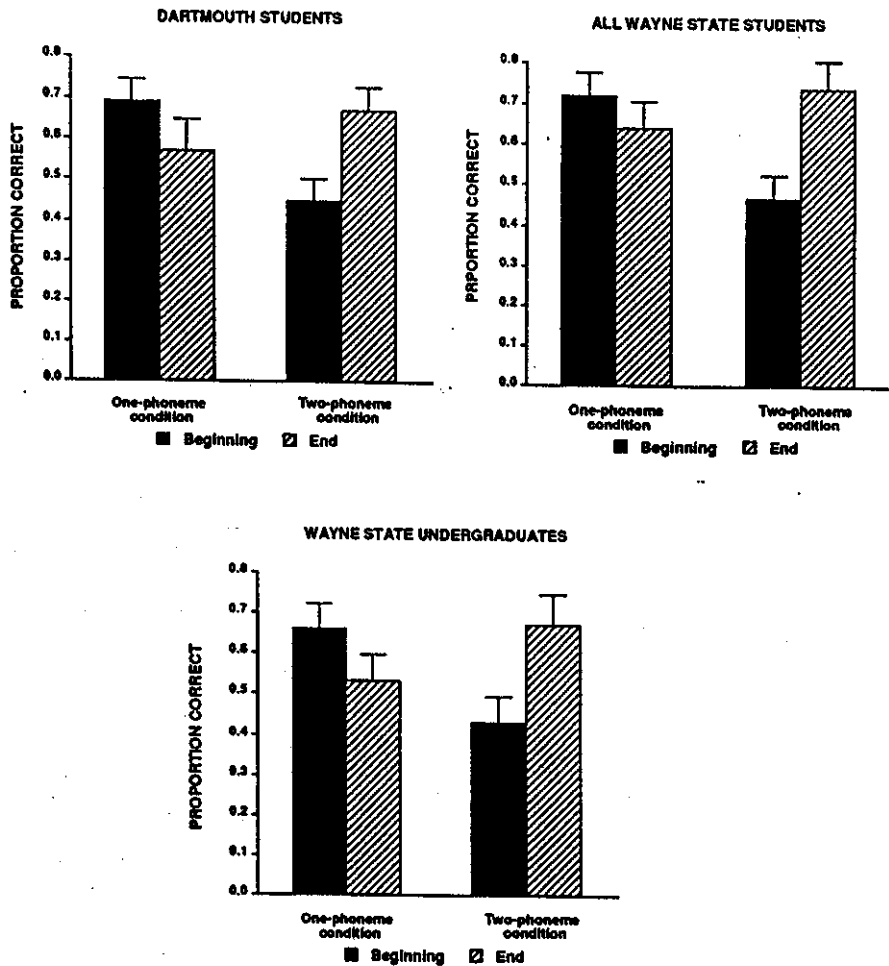 DARTMOUTH STUDENTS
PROPORTION CORRECT
0.8
0.7
0.6
0.5
0.4
0.3
0.2
0.1
0.0
One-phoneme condition
Two-phoneme condition
Beginning End
ALL WAYNE STATE STUDENTS
PRPORTION CORRECT
0.8
0.7
0.6
0.5
0.4
0.3
0.2
0.1
0.0
One-phoneme condition
Two-phoneme condition
Beginning End
WAYNE STATE UNDERGRADUATES
PROPORTION CORRECT
0.8
0.7
0.6
0.5
0.4
0.3
0.2
0.1
0.0
One-phoneme condition
Two-phoneme condition
Beginning End